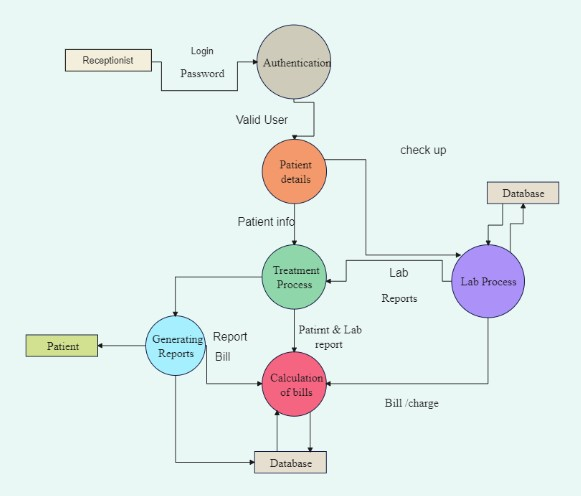 Login
Receptionist
Password
Authentication
Valid User
check up
Patient
details
Database
Patient info
Treatment
Process
Lab
Reports
Lab Process
Generating
Reports
Report
Bill
Patirnt & Lab
report
Patient
Calculation
of bills
Bill /charge
Database